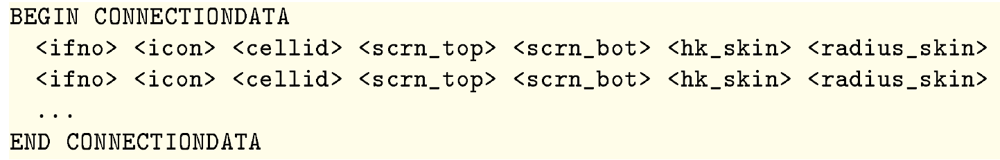 BEGIN CONNECTIONDATA
<ifno> <icon> <cellid> <scrn_top> <scrn_bot> <hk_skin> <radius_skin>
<ifno> <icon> <cellid> <scrn_top> <scrn_bot> <hk_skin> <radius_skin>
...
END CONNECTIONDATA